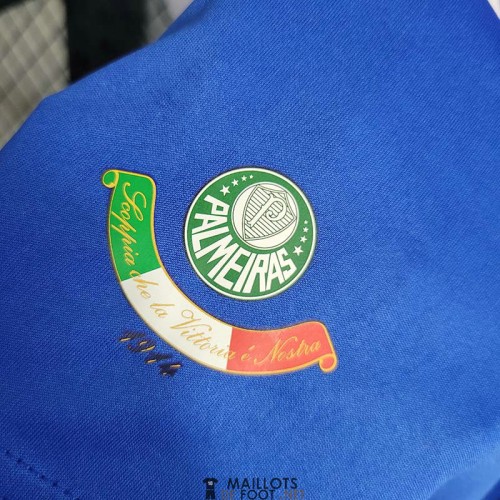 PALMEIRAS
P
Scoppia che la Vittoria é Nostra
1914
MAILLOTS
FOOT